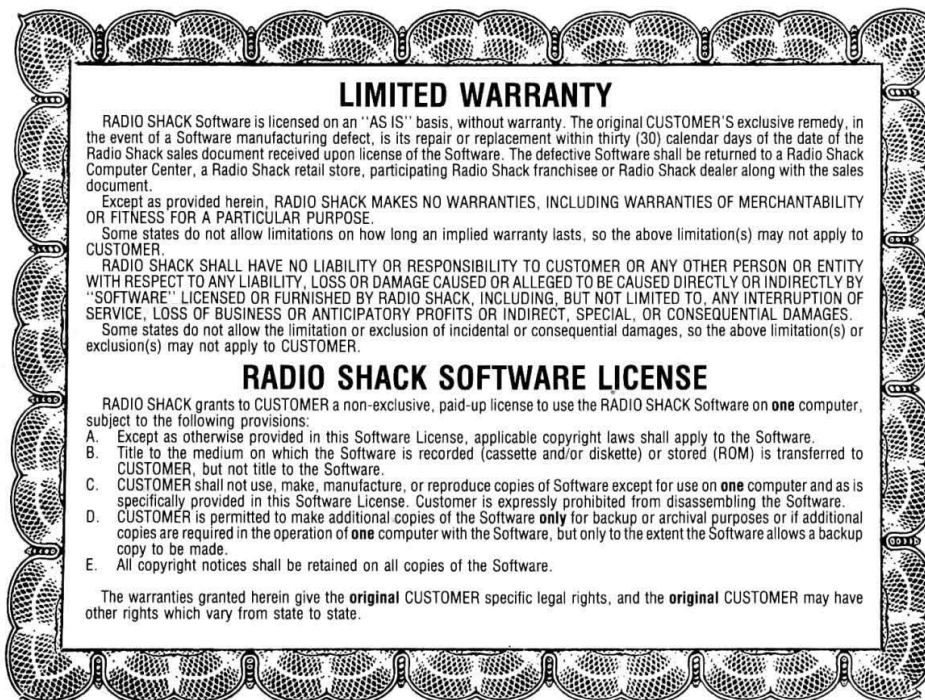 LIMITED WARRANTY
RADIO SHACK Software is licensed on an ''AS IS'' basis, without warranty. The original CUSTOMER'S exclusive remedy, in
the event of a Software manufacturing defect, is its repair or replacement within thirty (30) calendar days of the date of the
Radio Shack sales document received upon license of the Software. The defective Software shall be returned to a Radio Shack
Computer Center, a Radio Shack retail store, participating Radio Shack franchisee or Radio Shack dealer along with the sales
document.
Except as provided herein, RADIO SHACK MAKES NO WARRANTIES, INCLUDING WARRANTIES OF MERCHANTABILITY
OR FITNESS FOR A PARTICULAR PURPOSE.
Some states do not allow limitations on how long an implied warranty lasts, so the above limitation(s) may not apply to
CUSTOMER.
RADIO SHACK SHALL HAVE NO LIABILITY OR RESPONSIBILITY TO CUSTOMER OR ANY OTHER PERSON OR ENTITY
WITH RESPECT TO ANY LIABILITY, LOSS OR DAMAGE CAUSED OR ALLEGED TO BE CAUSED DIRECTLY OR INDIRECTLY BY
''SOFTWARE'' LICENSED OR FURNISHED BY RADIO SHACK, INCLUDING, BUT NOT LIMITED TO, ANY INTERRUPTION OF
SERVICE, LOSS OF BUSINESS OR ANTICIPATORY PROFITS OR INDIRECT, SPECIAL, OR CONSEQUENTIAL DAMAGES.
Some states do not allow the limitation or exclusion of incidental or consequential damages, so the above limitation(s) or
exclusion(s) may not apply to CUSTOMER.
RADIO SHACK SOFTWARE LICENSE
RADIO SHACK grants to CUSTOMER a non-exclusive, paid-up license to use the RADIO SHACK Software on one computer,
subject to the following provisions:
A. Except as otherwise provided in this Software License, applicable copyright laws shall apply to the Software.
B. Title to the medium on which the Software is recorded (cassette and/or diskette) or stored (ROM) is transferred to
CUSTOMER, but not title to the Software.
C. CUSTOMER shall not use, make, manufacture, or reproduce copies of Software except for use on one computer and as is
specifically provided in this Software License. Customer is expressly prohibited from disassembling the Software.
D. CUSTOMER is permitted to make additional copies of the Software only for backup or archival purposes or if additional
copies are required in the operation of one computer with the Software, but only to the extent the Software allows a backup
copy to be made.
E. All copyright notices shall be retained on all copies of the Software.
The warranties granted herein give the original CUSTOMER specific legal rights, and the original CUSTOMER may have
other rights which vary from state to state.